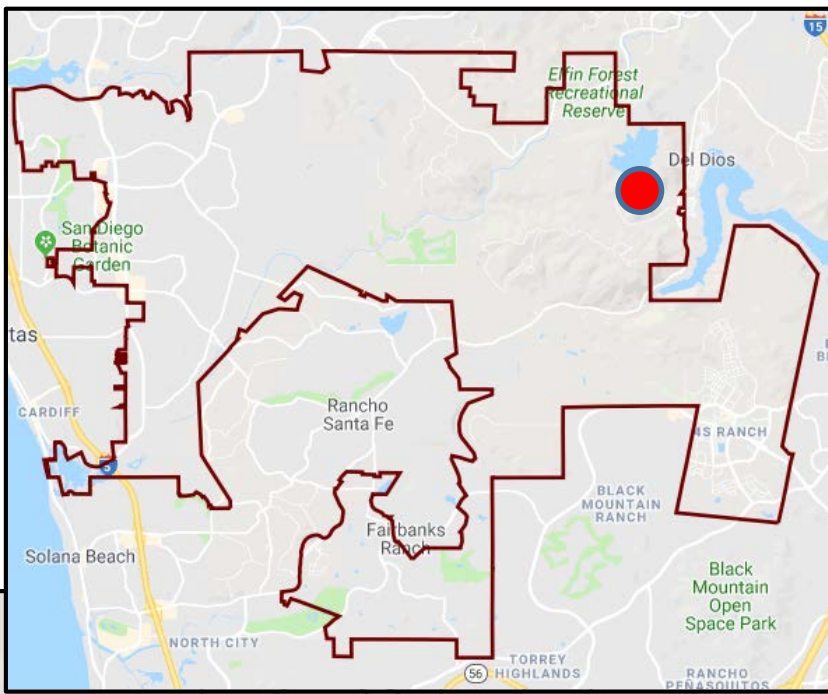 15
Elfin Forest
Recreational
Reserve
Del Dios
San Diego
Botanic
Garden
tas
CARDIFF
Rancho
Santa Fe
NS RANCH
5
BLACK
MOUNTAIN
RANCH
Fairbanks
Ranch
Solana Beach
Black
Mountain
Open
Space Park
NORTH CITY
56
TORREY
HIGHLANDS
RANCHO
PEÑASQUITOS